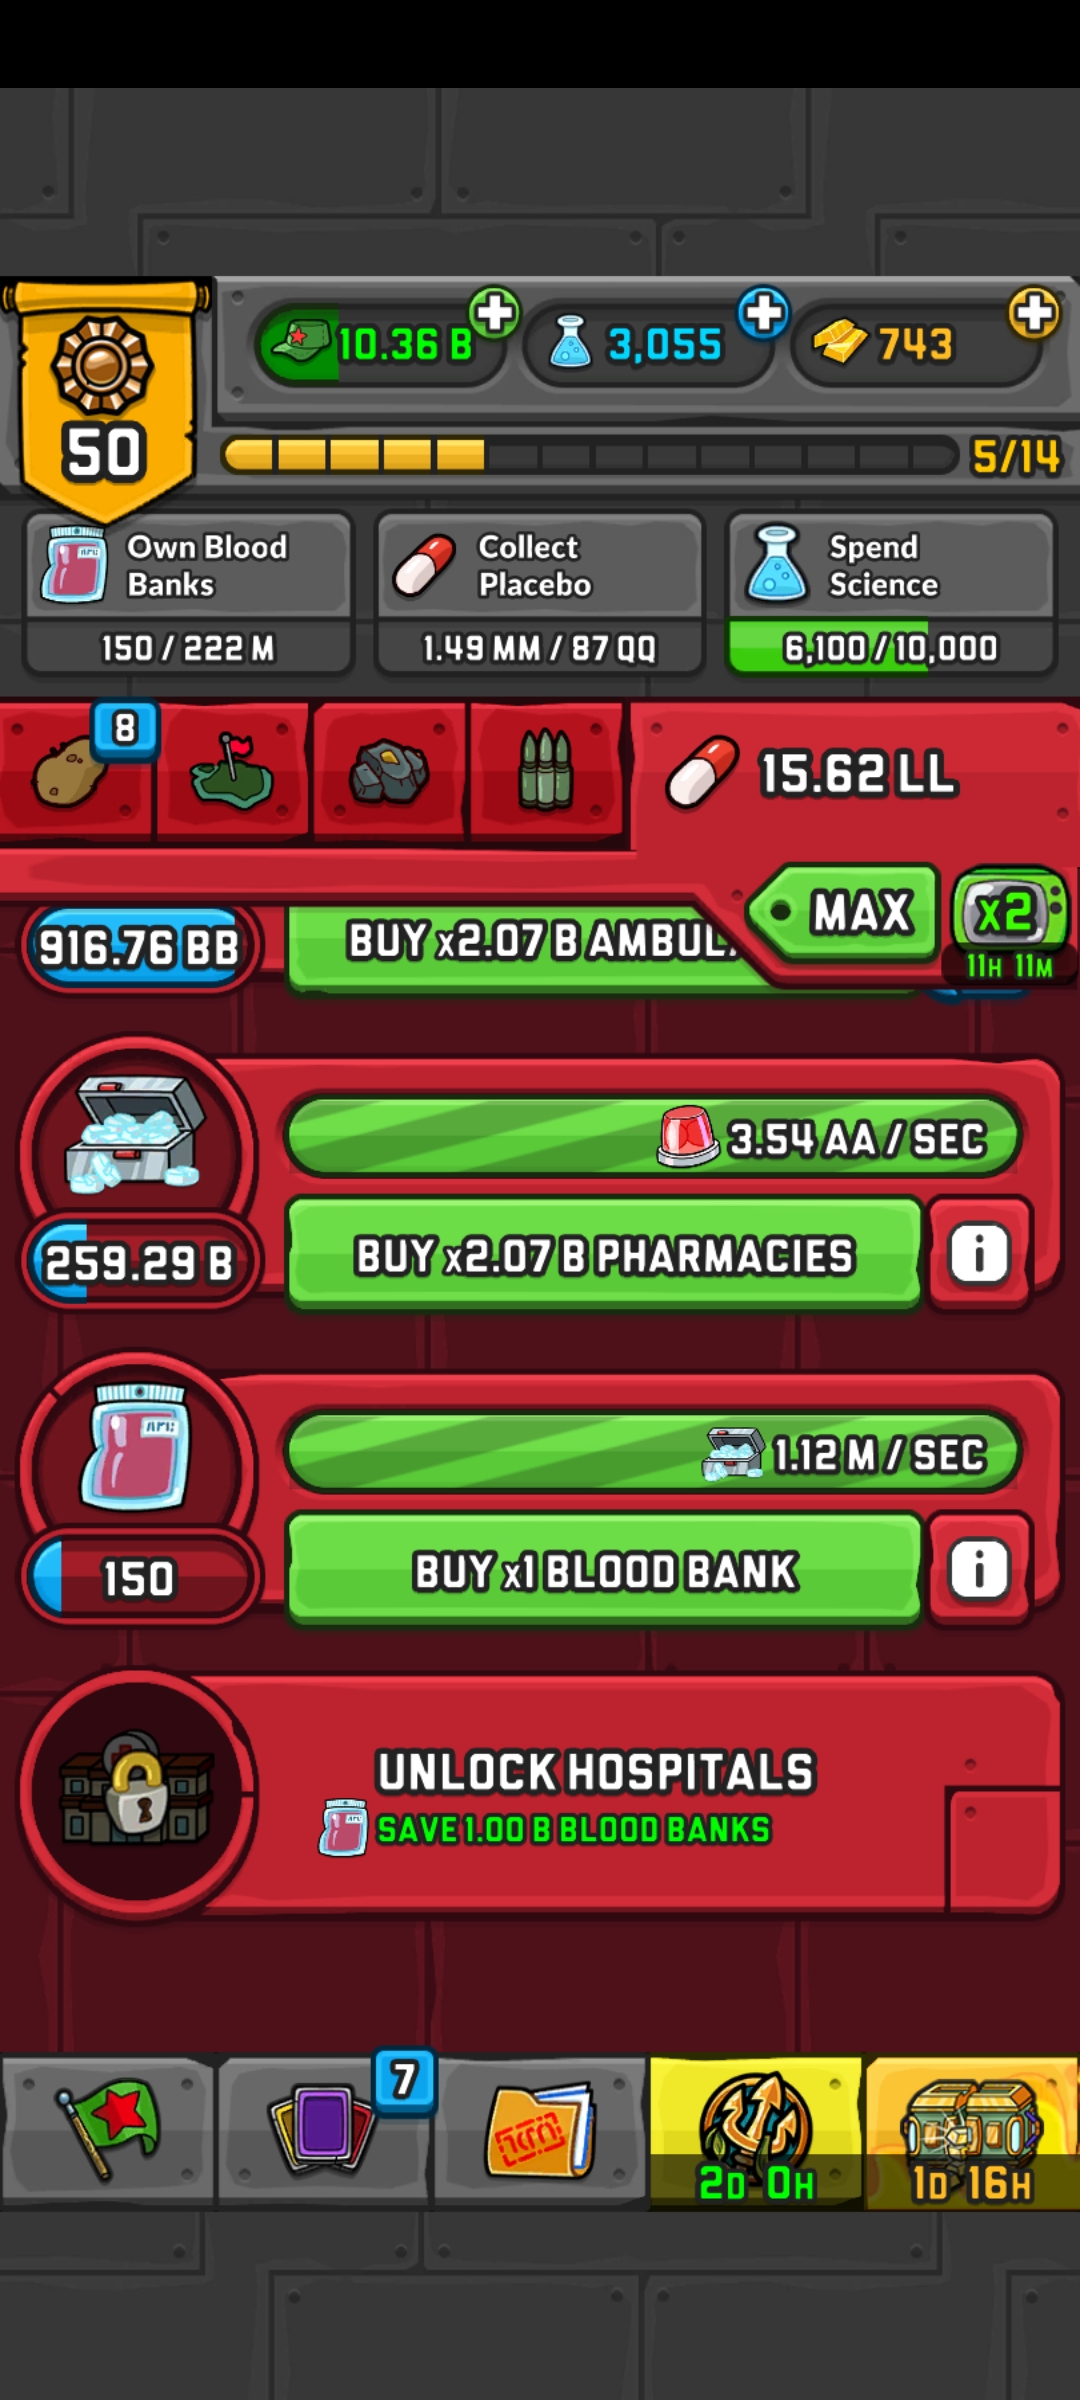 50
10.36 B
3,055
743
5/14
Own Blood
Banks
150 / 222 M
Collect
Placebo
1.49 MM / 87 QQ
Spend
Science
6,100 / 10,000
8
15.62 LL
MAX
x2
11H 11M
916.76 BB
BUY x2.07 B AMBUL
3.54 AA / SEC
259.29 B
BUY x2.07 B PHARMACIES
i
1.12 M / SEC
150
BUY x1 BLOOD BANK
i
UNLOCK HOSPITALS
SAVE 1.00 B BLOOD BANKS
7
2D 0H
1D 16H